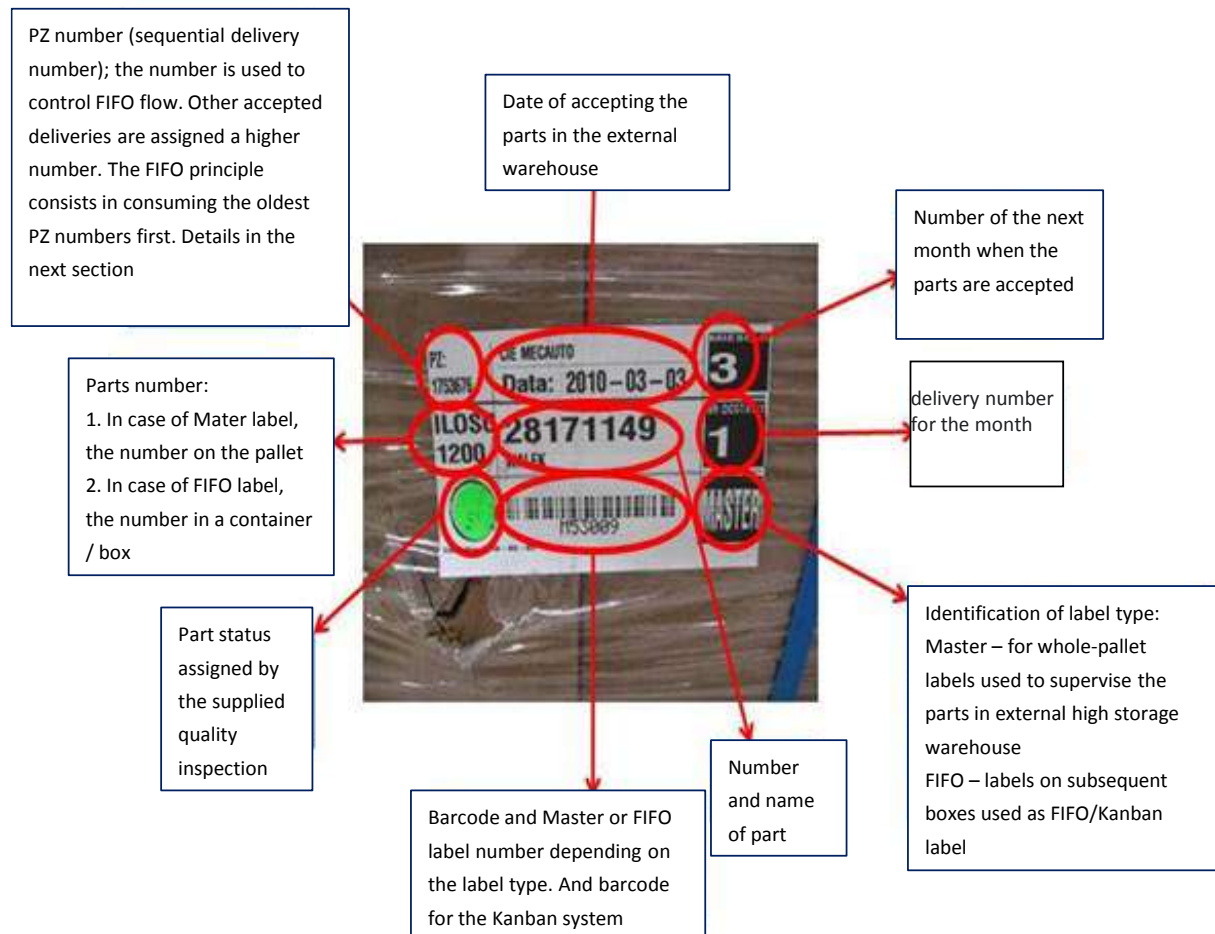 PZ number (sequential delivery
number); the number is used to
control FIFO flow. Other accepted
deliveries are assigned a higher
number. The FIFO principle
consists in consuming the oldest
PZ numbers first. Details in the
next section
Date of accepting the
parts in the external
warehouse
Number of the next
month when the
parts are accepted
Parts number:
1. In case of Mater label,
the number on the pallet
2. In case of FIFO label,
the number in a container
/ box
delivery number
for the month
PZ:
1753676
CIE MECAUTO
Data: 2010-03-03
3
ILOSC
1200
28171149
1
M53009
MASTER
Part status
assigned by
the supplied
quality
inspection
Barcode and Master or FIFO
label number depending on
the label type. And barcode
for the Kanban system
Number
and name
of part
Identification of label type:
Master – for whole-pallet
labels used to supervise the
parts in external high storage
warehouse
FIFO – labels on subsequent
boxes used as FIFO/Kanban
label